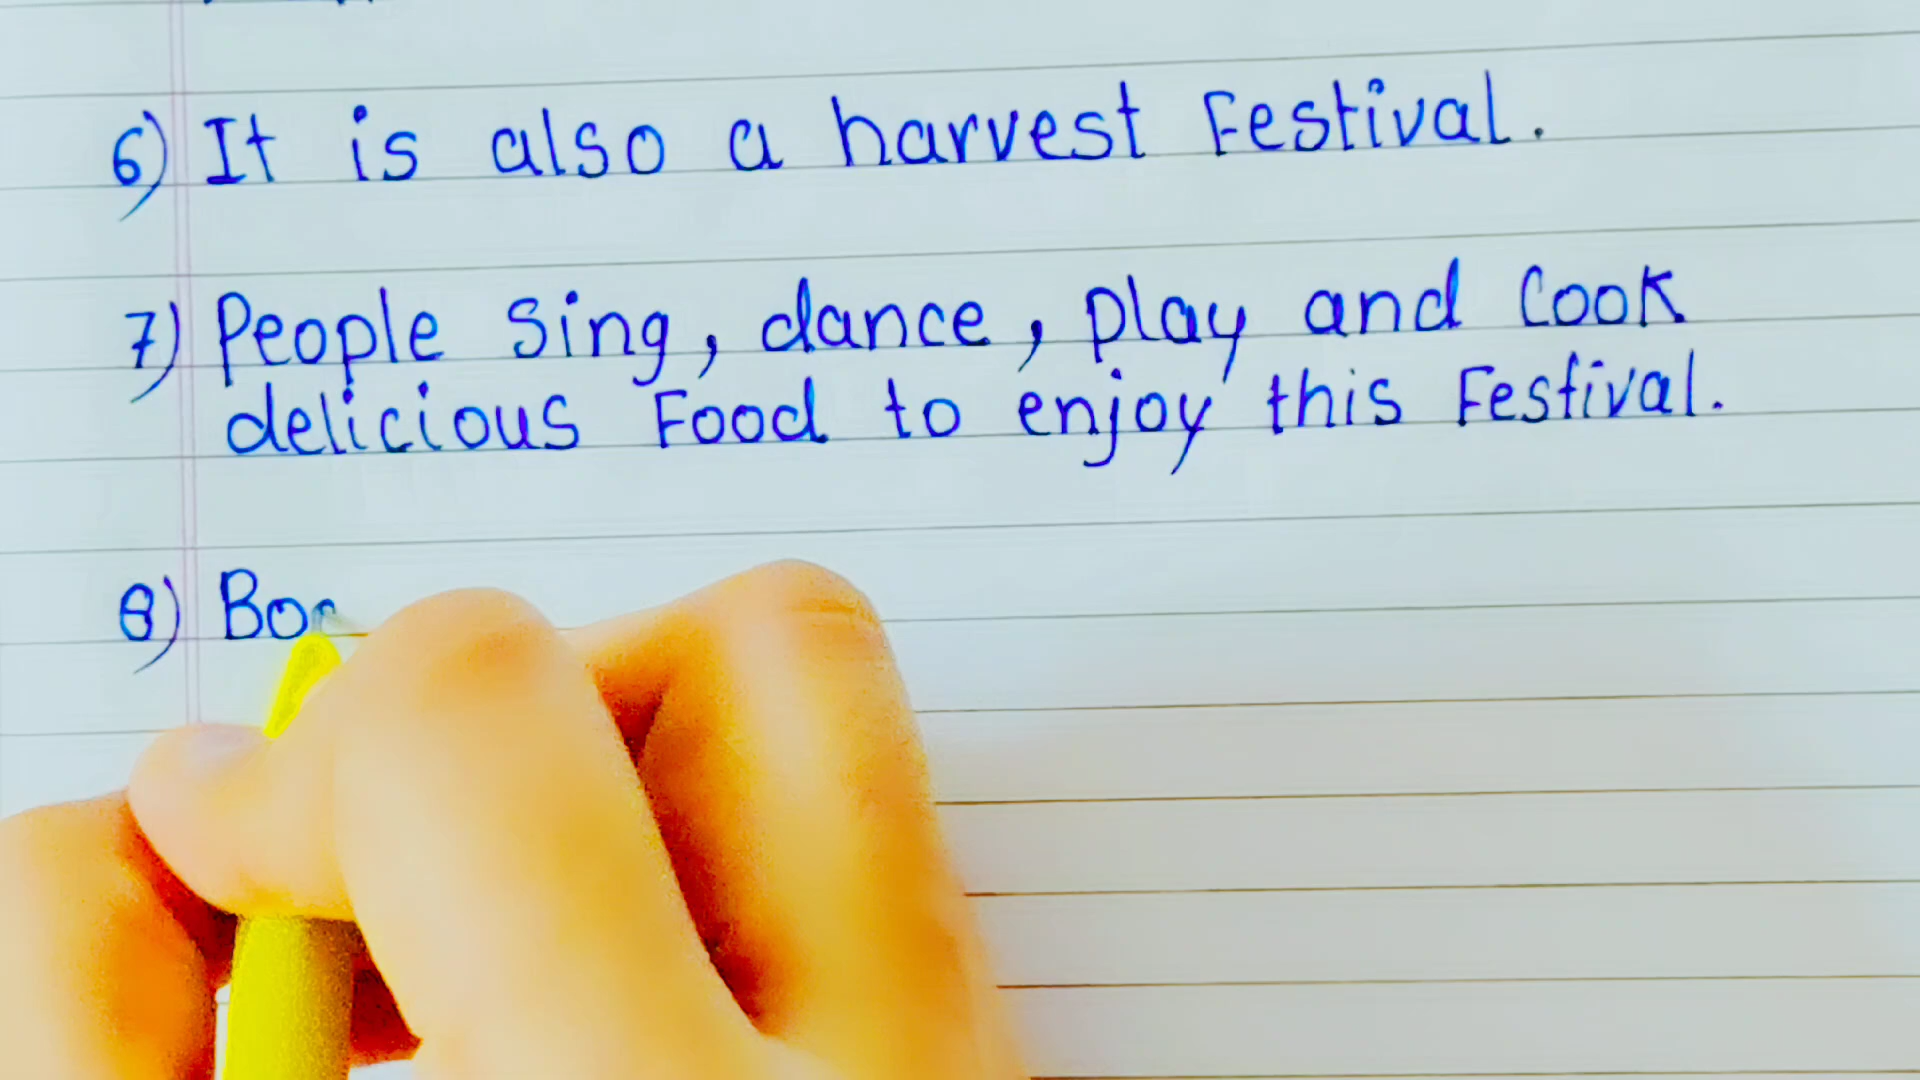 6) It is also a harvest Festival.
7) People sing, dance, play and cook
delicious Food to enjoy this Festival.
8) Bo